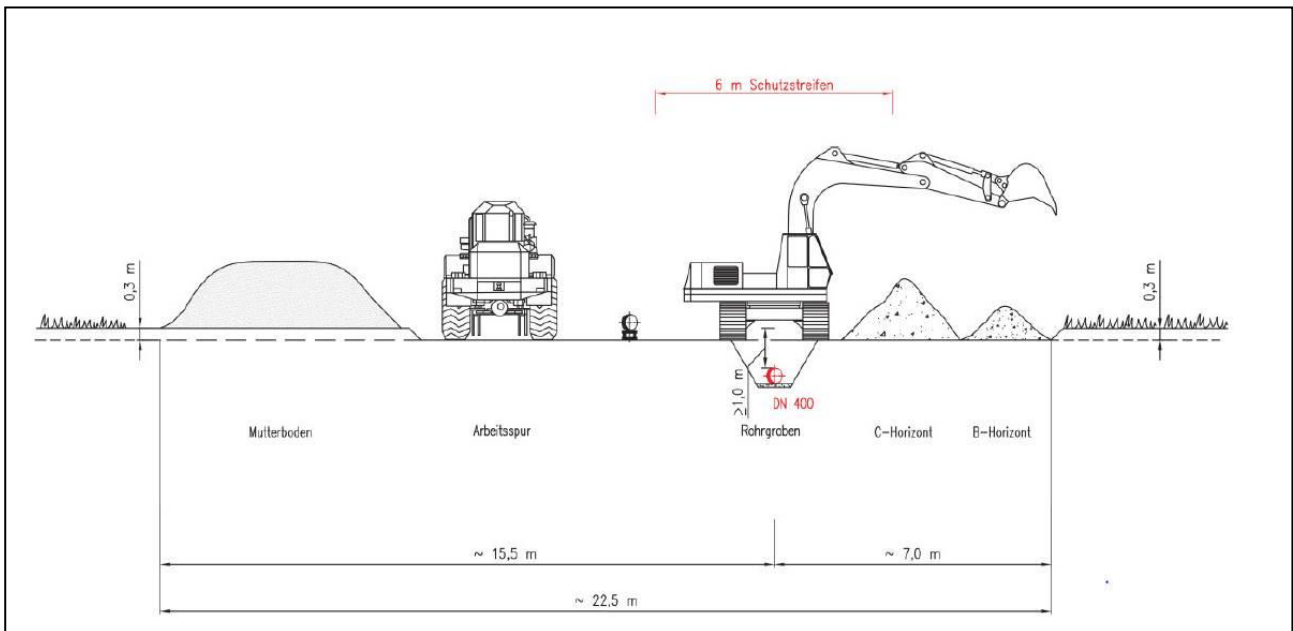 6 m Schutzstreifen
0,3 m
0,3 m
≥1,0 m
DN 400
Mutterboden
Arbeitsspur
Rohrgraben
C-Horizont
B-Horizont
~ 15,5 m
~ 7,0 m
~ 22,5 m